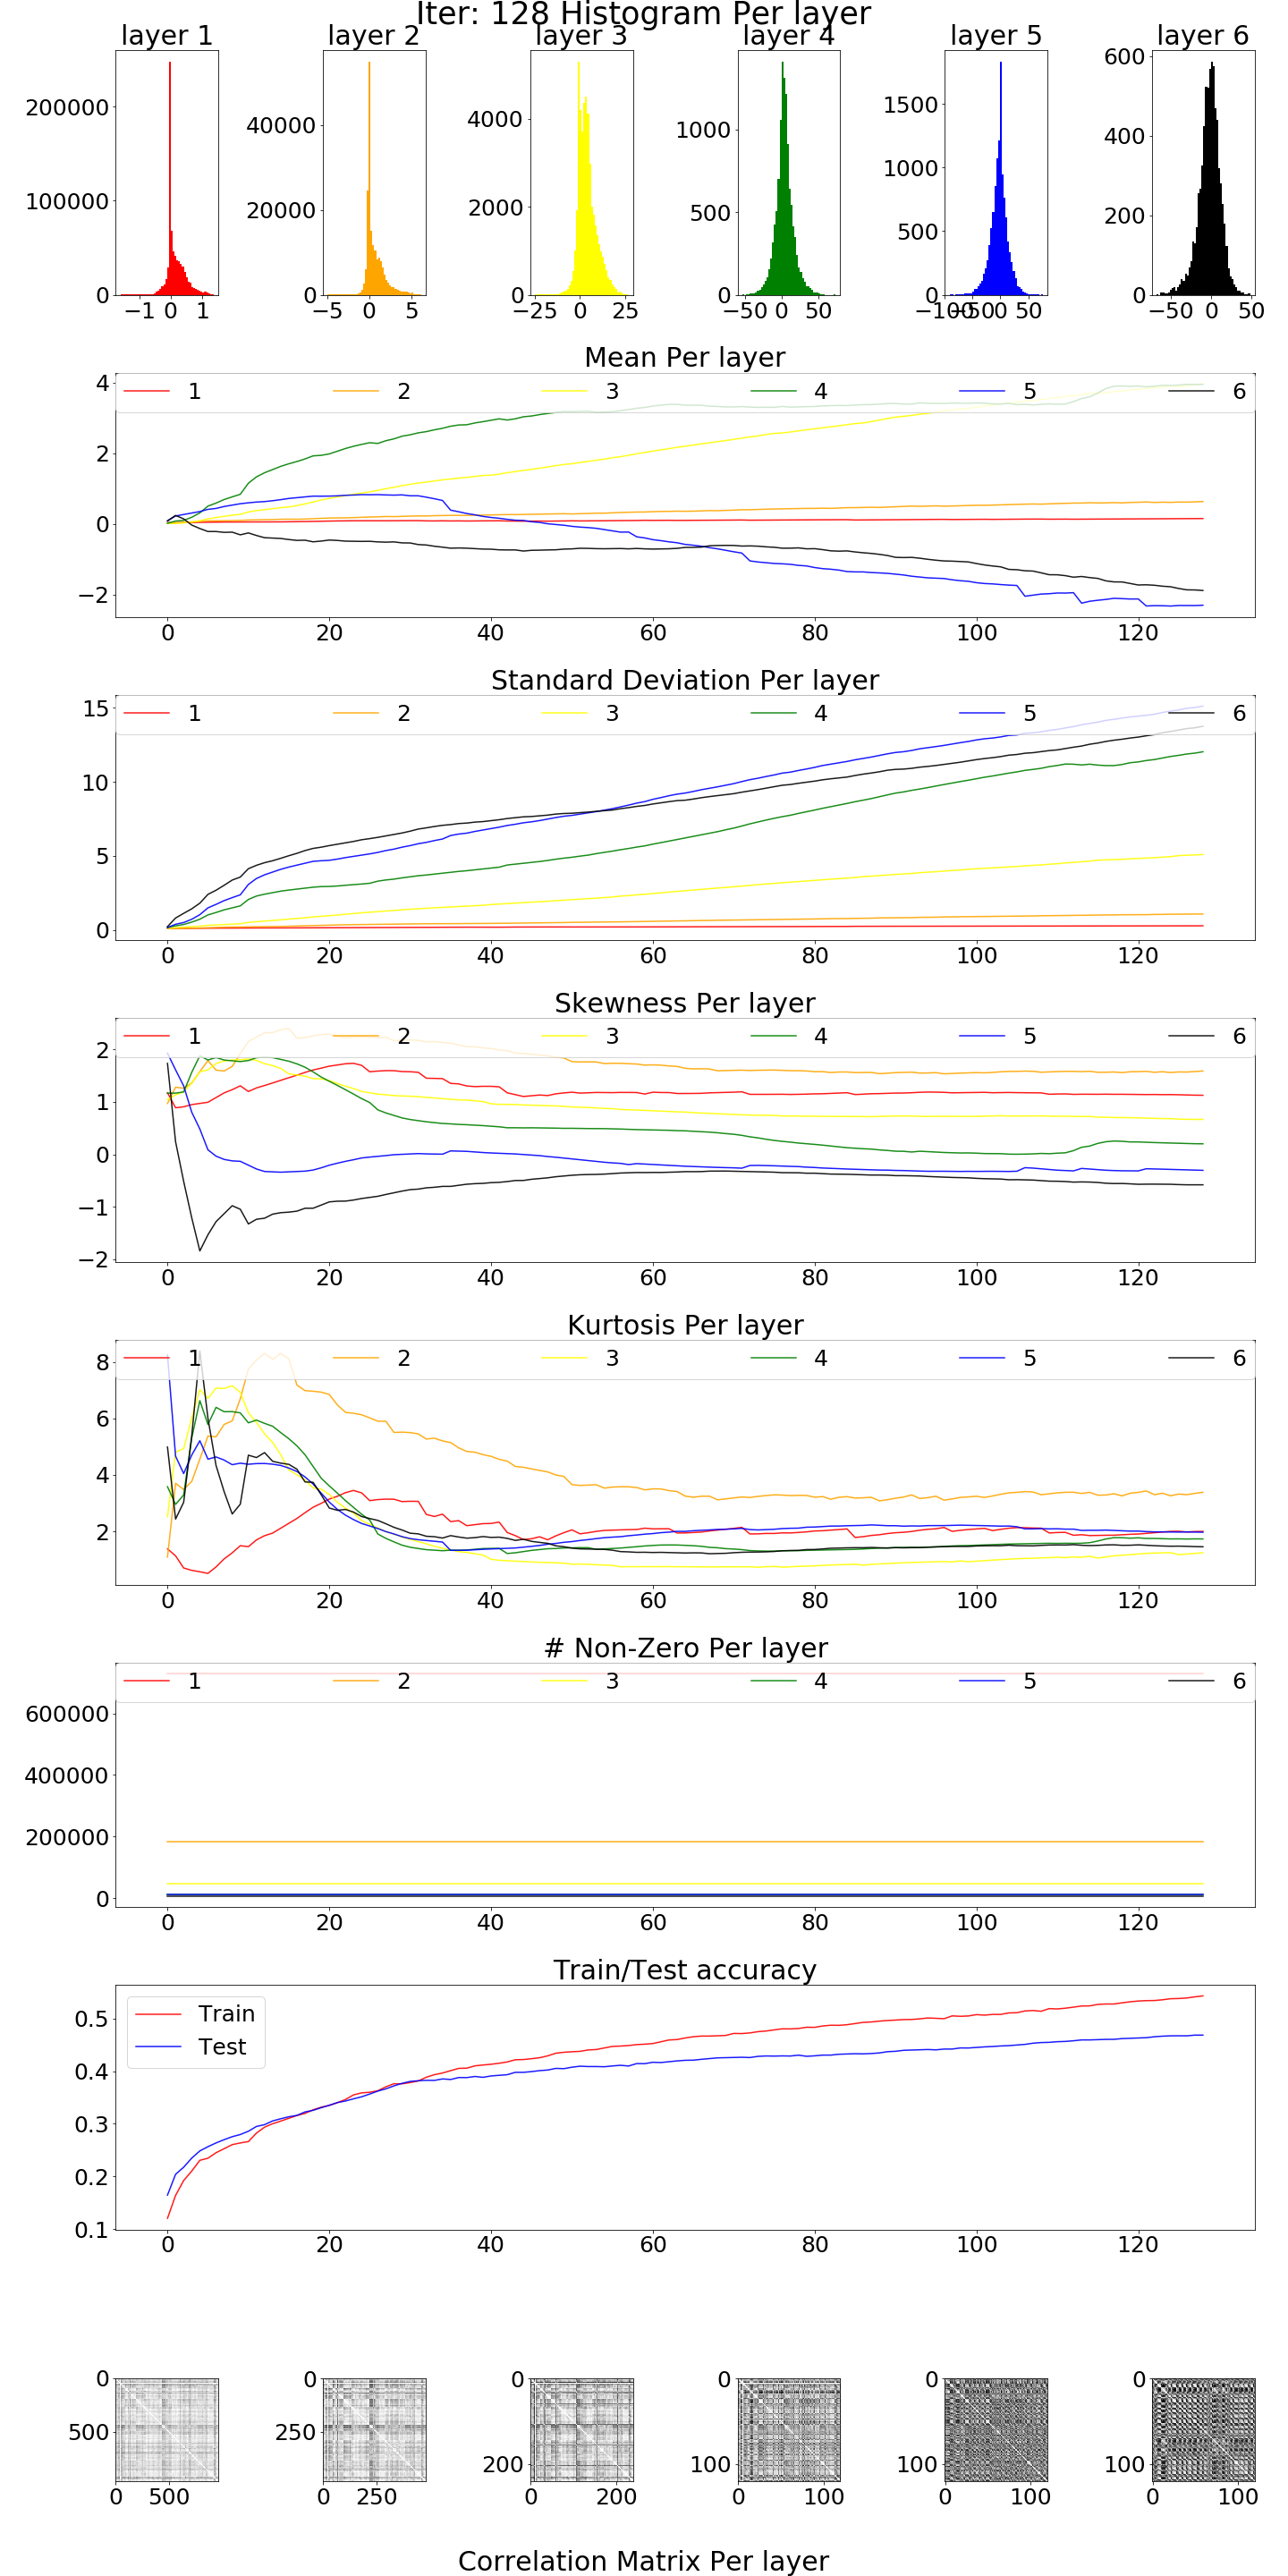 Iter: 128 Histogram Per layer
layer 1 layer 2 layer 3 layer 4 layer 5 layer 6
200000 100000 0
−1 0 1
40000 20000 0
−5 0 5
4000 2000 0
−25 0 25
1000 500 0
−50 0 50
1500 1000 500 0
−100 −50 0 50
600 400 200 0
−50 0 50
Mean Per layer
1 2 3 4 5 6
4
2
0
−2
0 20 40 60 80 100 120
Standard Deviation Per layer
1 2 3 4 5 6
15
10
5
0
0 20 40 60 80 100 120
Skewness Per layer
1 2 3 4 5 6
2
1
0
−1
−2
0 20 40 60 80 100 120
Kurtosis Per layer
1 2 3 4 5 6
8
6
4
2
0 20 40 60 80 100 120
# Non-Zero Per layer
1 2 3 4 5 6
600000
400000
200000
0
0 20 40 60 80 100 120
Train/Test accuracy
Train
Test
0.5
0.4
0.3
0.2
0.1
0 20 40 60 80 100 120
0 500
0 500
0 250
0 250
0 200
0 200
0 100
0 100
0 100
0 100
0 100
0 100
Correlation Matrix Per layer